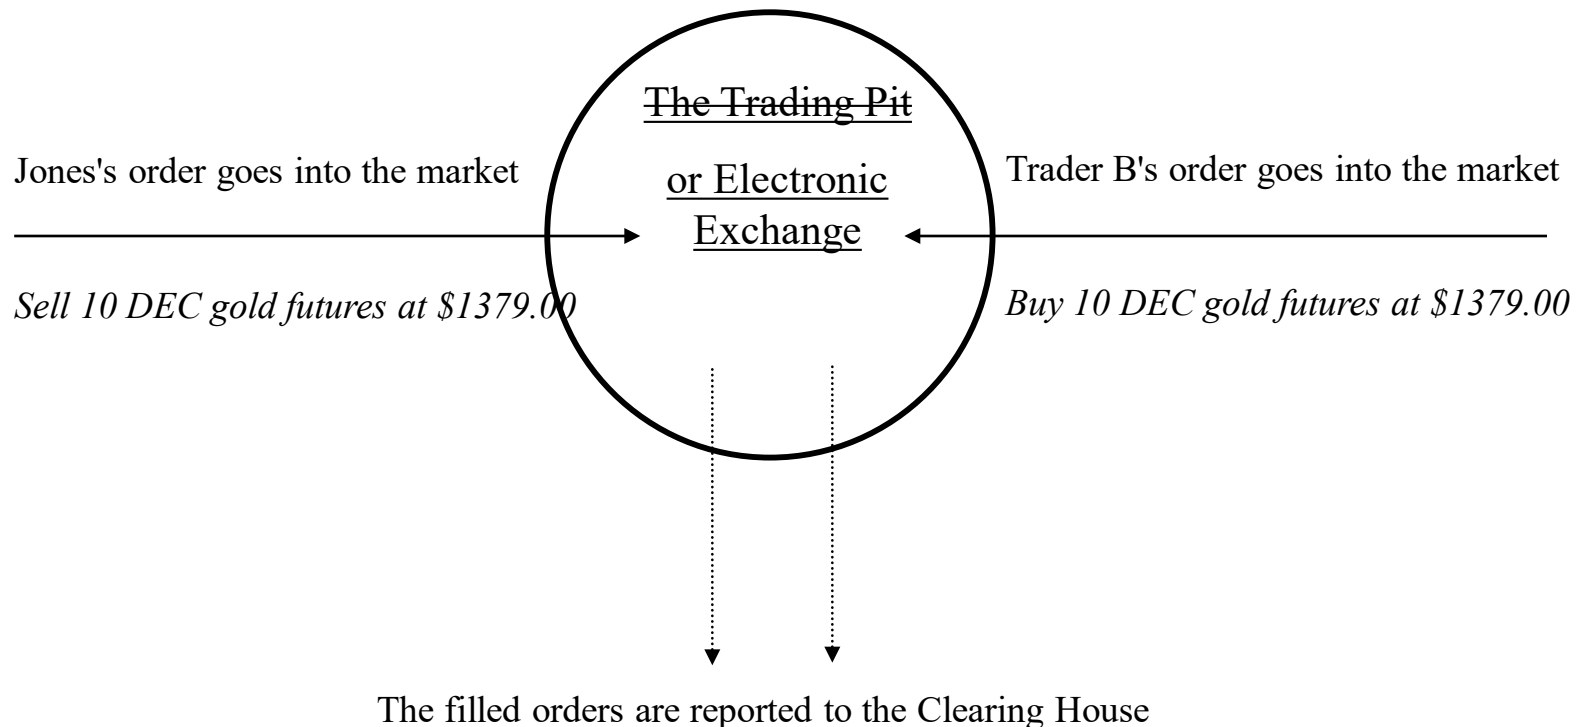 The Trading Pit
or Electronic
Exchange
Jones's order goes into the market
Trader B's order goes into the market
Sell 10 DEC gold futures at $1379.00
Buy 10 DEC gold futures at $1379.00
The filled orders are reported to the Clearing House